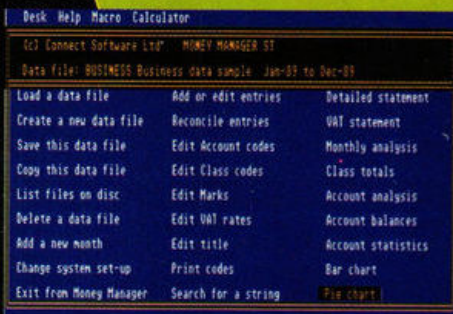 Desk Help Macro Calculator
(c) Connect Software Ltd" MONEY MANAGER ST
Data file: BUSINESS Business data sample Jan-89 to Dec-89
Load a data file Add or edit entries Detailed statement
Create a new data file Reconcile entries VAT statement
Save this data file Edit Account codes Monthly analysis
Copy this data file Edit Class codes Class totals
List files on disc Edit Marks Account analysis
Delete a data file Edit VAT rates Account balances
Add a new month Edit title Account statistics
Change system set-up Print codes Bar chart
Exit from Money Manager Search for a string Pie chart